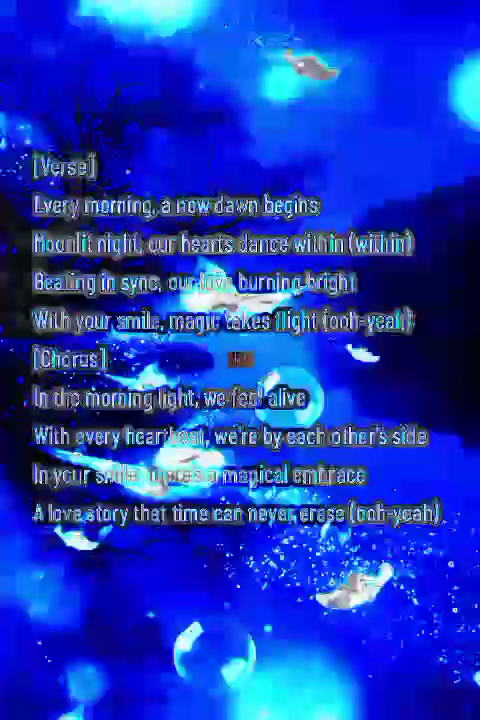 [Verse]
Every morning, a new dawn begins
Moonlit night, our hearts dance within (within)
Beating in sync, our love burning bright
With your smile, magic takes flight (ooh-yeah)
[Chorus]
In the morning light, we feel alive
With every heartbeat, we're by each other's side
In your smile, there's a magical embrace
A love story that time can never erase (ooh-yeah)